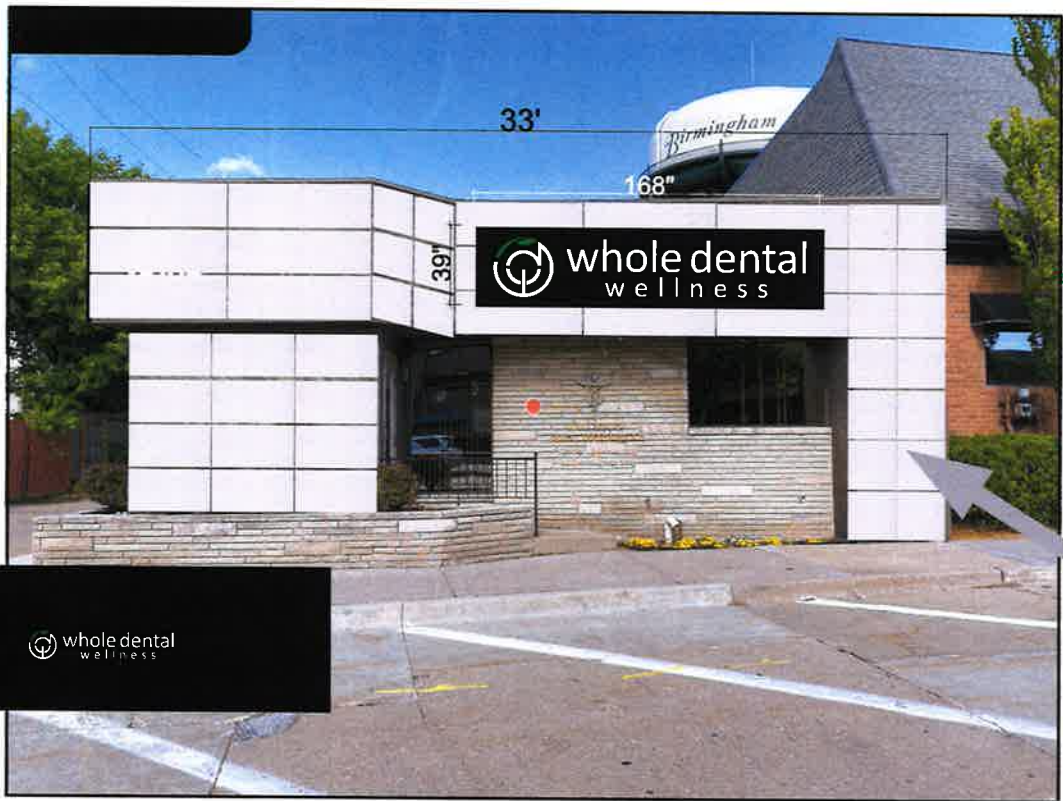 33'
Birmingham
168"
39"
whole dental
wellness
whole dental
wellness